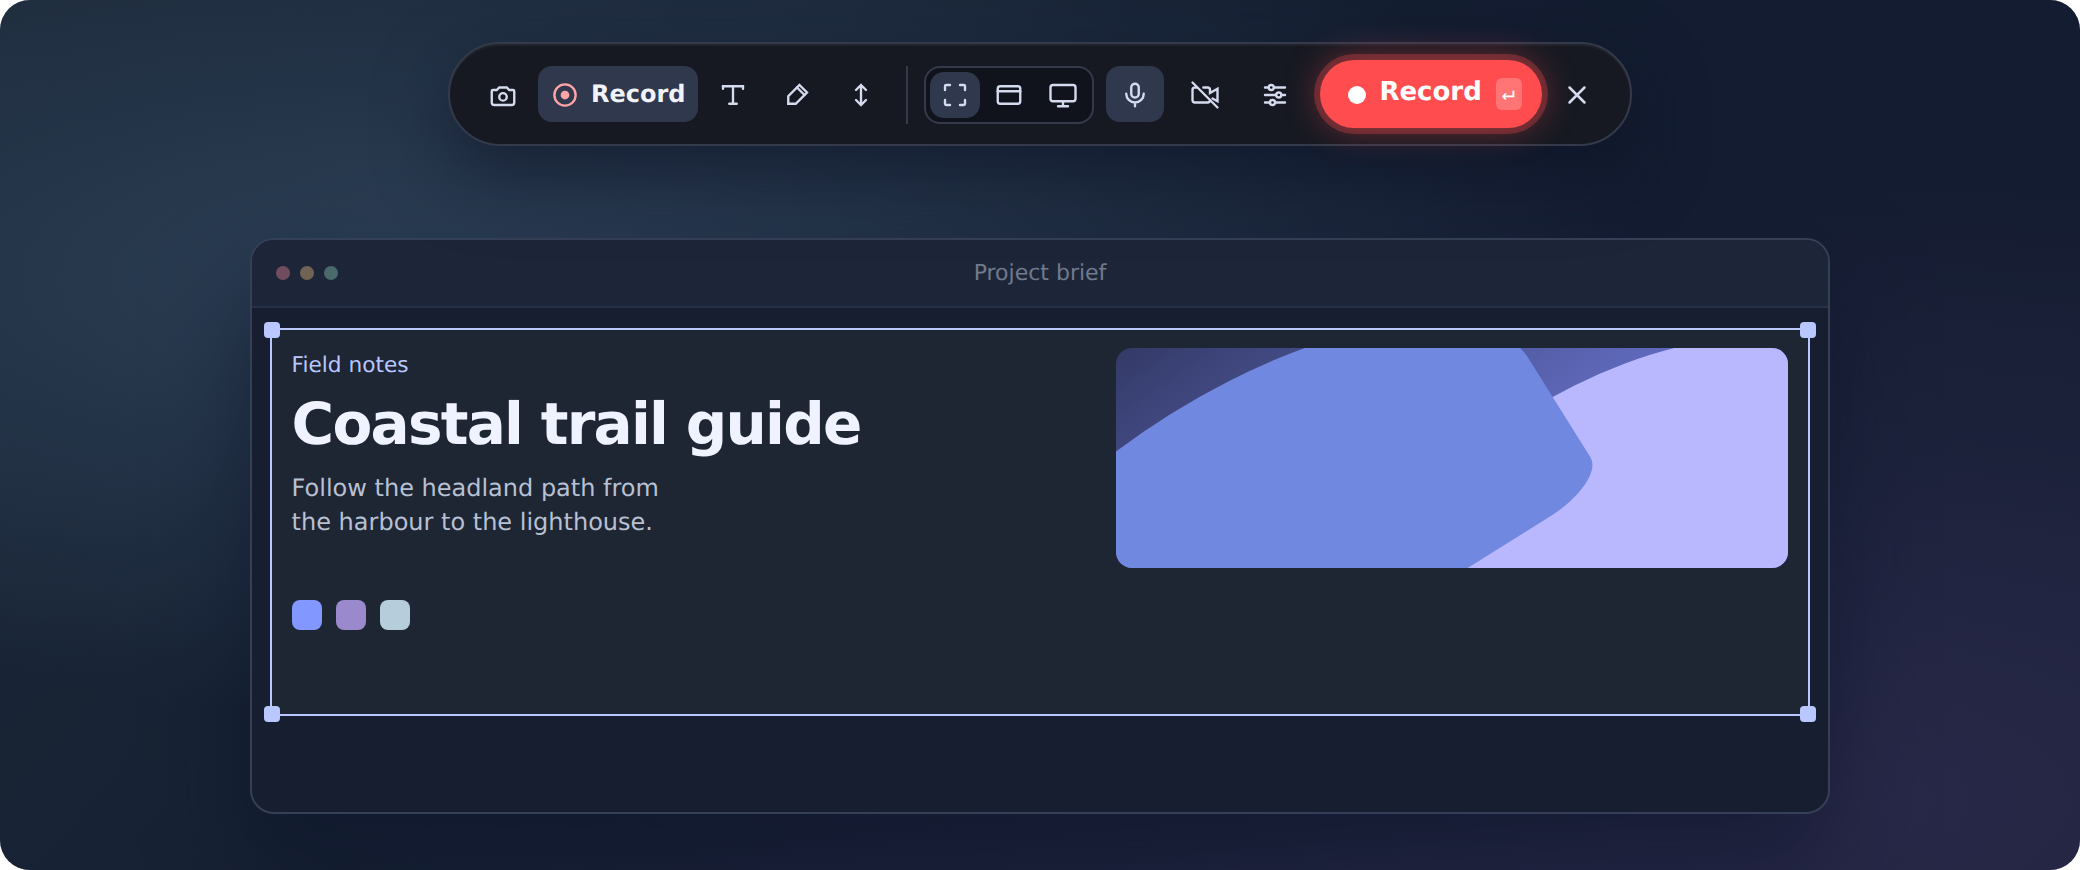 Record
Record ↵
Project brief
Field notes
Coastal trail guide
Follow the headland path from
the harbour to the lighthouse.